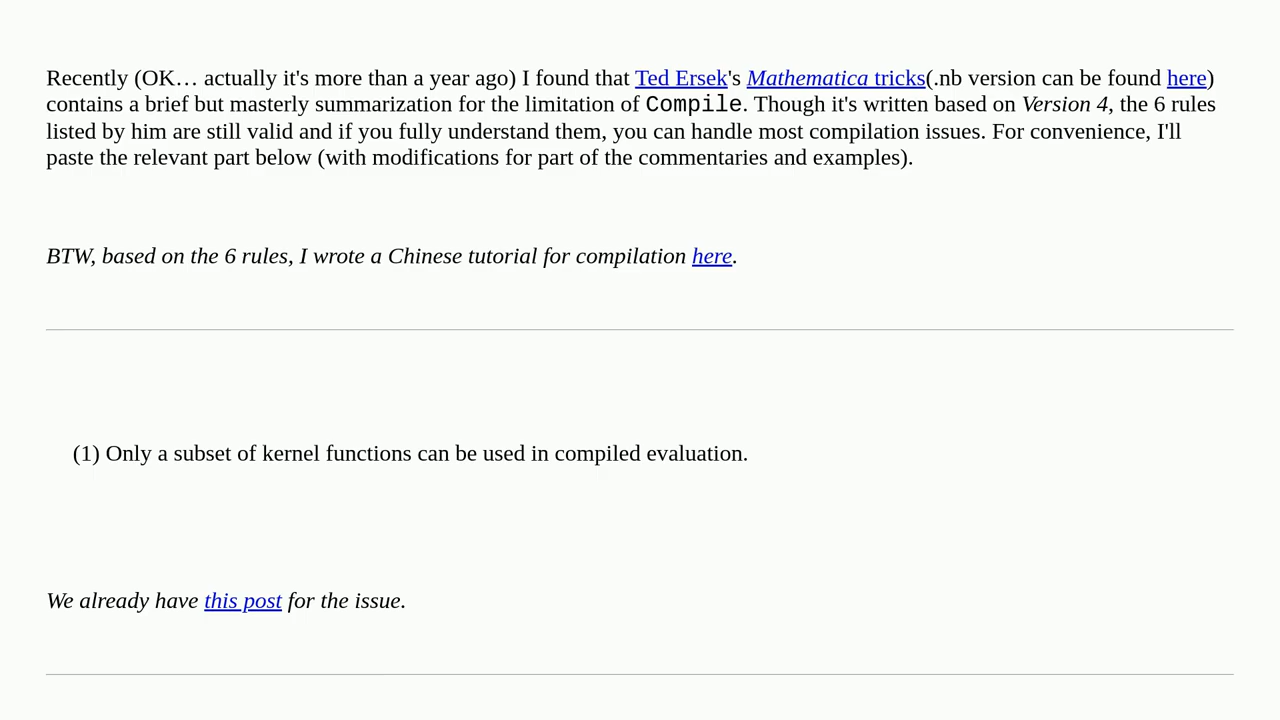 Recently (OK… actually it's more than a year ago) I found that Ted Ersek's Mathematica tricks(.nb version can be found here)
contains a brief but masterly summarization for the limitation of Compile. Though it's written based on Version 4, the 6 rules
listed by him are still valid and if you fully understand them, you can handle most compilation issues. For convenience, I'll
paste the relevant part below (with modifications for part of the commentaries and examples).
BTW, based on the 6 rules, I wrote a Chinese tutorial for compilation here.
(1) Only a subset of kernel functions can be used in compiled evaluation.
We already have this post for the issue.